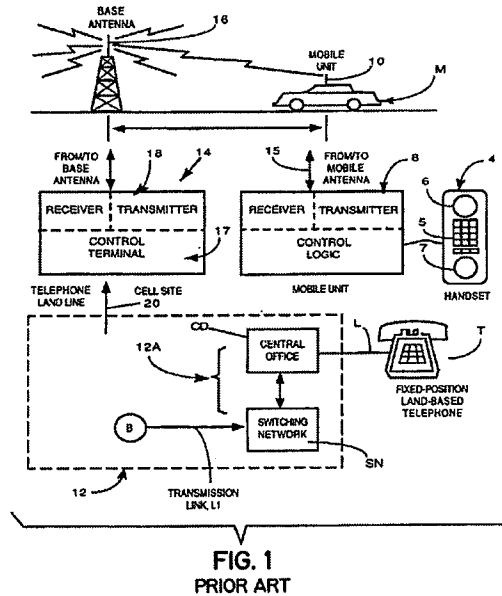 BASE
ANTENNA
16
MOBILE
UNIT
10
M
FROM/TO
BASE
ANTENNA
18
14
15
FROM/TO
MOBILE
ANTENNA
8
4
6
5
7
RECEIVER
TRANSMITTER
CONTROL
TERMINAL
17
RECEIVER
TRANSMITTER
CONTROL
LOGIC
HANDSET
TELEPHONE
LAND LINE
CELL SITE
20
MOBILE UNIT
CO
12A
CENTRAL
OFFICE
L
T
FIXED-POSITION
LAND-BASED
TELEPHONE
B
SWITCHING
NETWORK
SN
12
TRANSMISSION
LINK, L1
FIG. 1
PRIOR ART